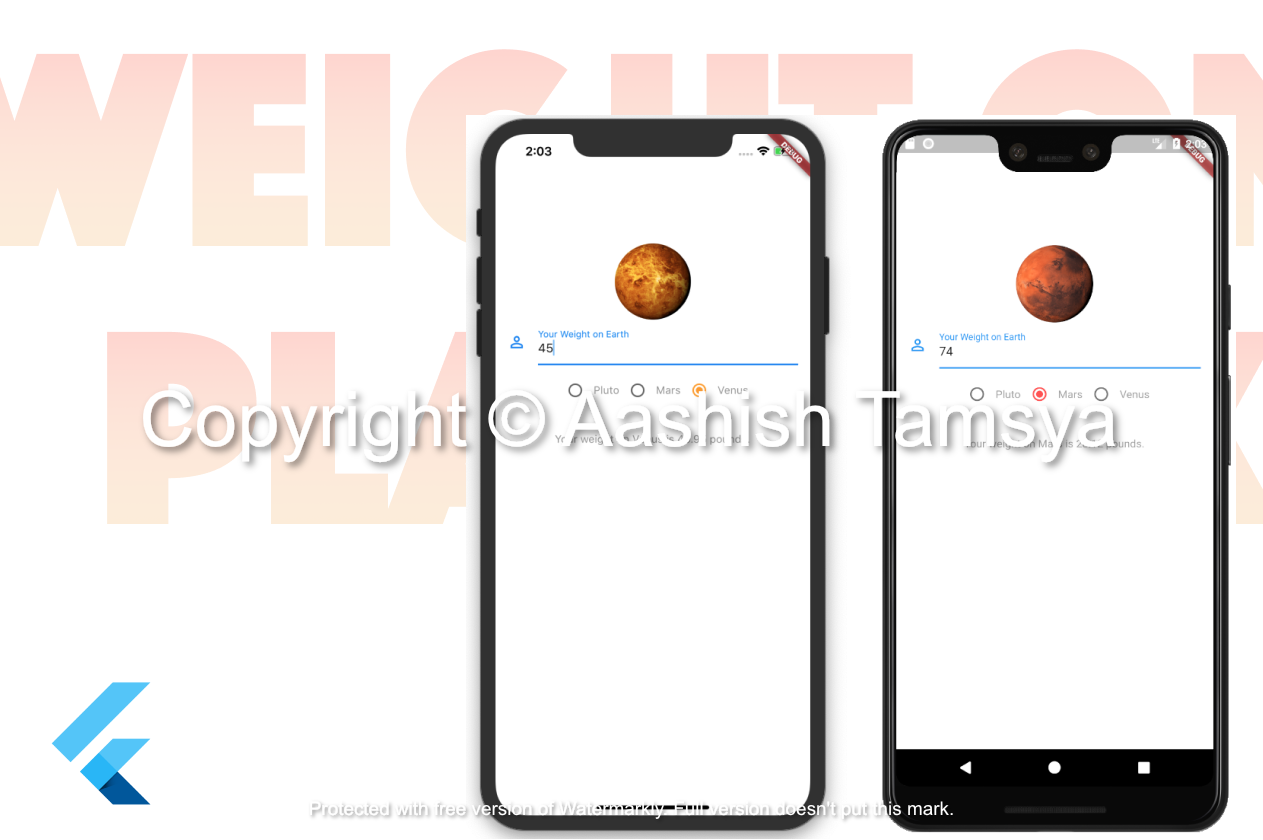 WEIGHT ON
PLA
2:03
DEBUG
Your Weight on Earth
45
Pluto Mars Venus
Your weight on Venus is pounds.
2:03
DEBUG
Your Weight on Earth
74
Pluto Mars Venus
Your weight on Mars is pounds.
Copyright © Aashish Tamsya
Protected with free version of Watermarkly. Full version doesn't put this mark.